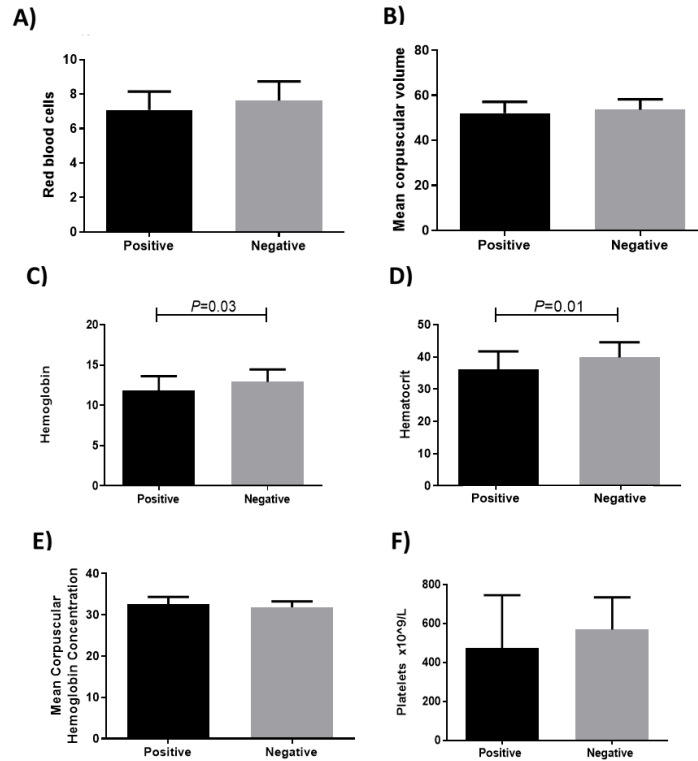 A)
Red blood cells
10
8
6
4
2
0
Positive
Negative
B)
Mean corpuscular volume
80
60
40
20
0
Positive
Negative
C)
P=0.03
Hemoglobin
20
15
10
5
0
Positive
Negative
D)
P=0.01
Hematocrit
50
40
30
20
10
0
Positive
Negative
E)
Mean Corpuscular
Hemoglobin Concentration
40
30
20
10
0
Positive
Negative
F)
Platelets x10^9/L
800
600
400
200
0
Positive
Negative